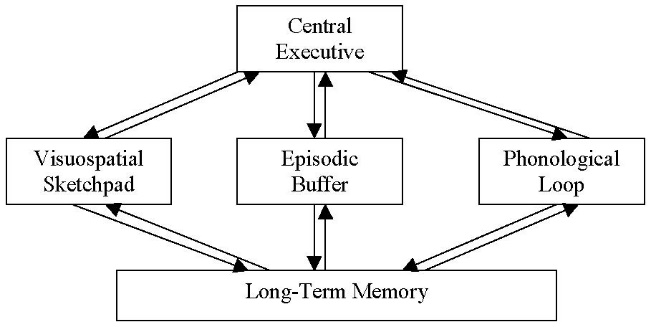 Central
Executive
Visuospatial
Sketchpad
Episodic
Buffer
Phonological
Loop
Long-Term Memory